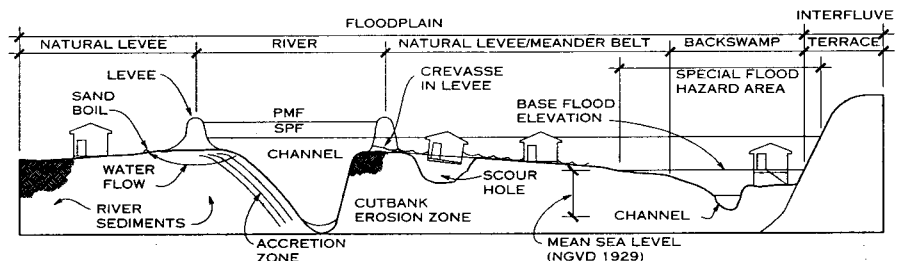 FLOODPLAIN
INTERFLUVE
NATURAL LEVEE
RIVER
NATURAL LEVEE/MEANDER BELT
BACKSWAMP
TERRACE
LEVEE
CREVASSE
IN LEVEE
SPECIAL FLOOD
HAZARD AREA
SAND
BOIL
PMF
SPF
BASE FLOOD
ELEVATION
CHANNEL
WATER
FLOW
SCOUR
HOLE
RIVER
SEDIMENTS
CUTBANK
EROSION ZONE
CHANNEL
ACCRETION
ZONE
MEAN SEA LEVEL
(NGVD 1929)